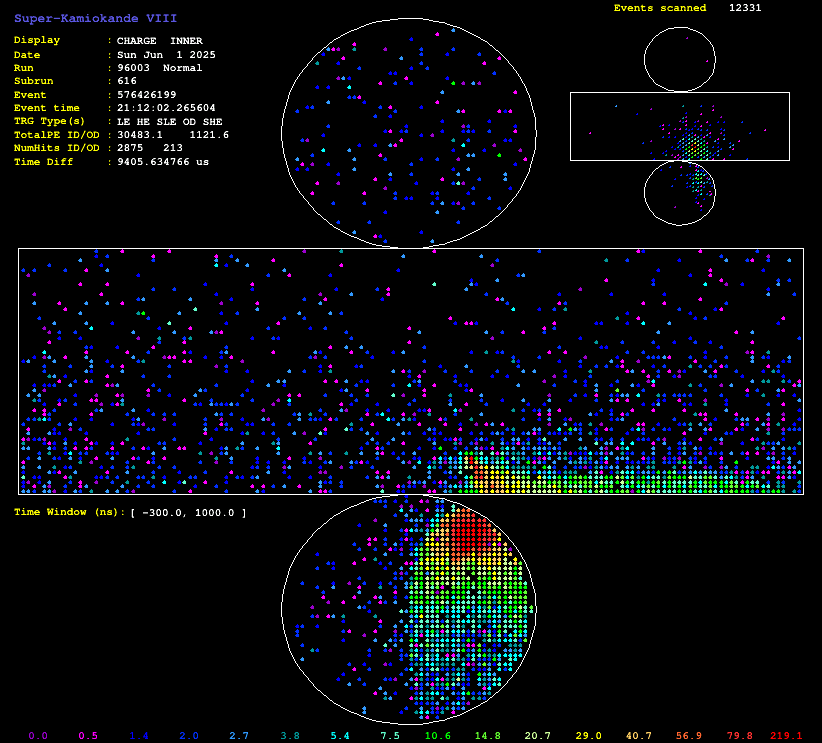 Super-Kamiokande VIII
Events scanned 12331
Display : CHARGE INNER
Date : Sun Jun 1 2025
Run : 96003 Normal
Subrun : 616
Event : 576426199
Event time : 21:12:02.265604
TRG Type(s) : LE HE SLE OD SHE
TotalPE ID/OD : 30483.1 1121.6
NumHits ID/OD : 2875 213
Time Diff : 9405.634766 us
Time Window (ns): [ -300.0, 1000.0 ]
0.0 0.5 1.4 2.0 2.7 3.8 5.4 7.5 10.6 14.8 20.7 29.0 40.7 56.9 79.8 219.1